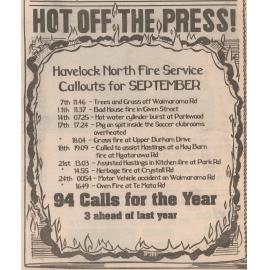 HOT OFF THE PRESS!
Havelock North Fire Service
Callouts for SEPTEMBER
7th 11.46 - Trees and Grass off Waimarama Rd
11th 11.37 - Bad House fire in Given Street
14th 07.25 - Hot water cylinder burst at Parkwood
17th 17.24 - Pig on spit inside the Soccer clubrooms
overheated
" 18.04 - Grass fire at Upper Durham Drive
18th 19.09 - Called to assist Hastings at a Hay Barn
fire at Ngatarawa Rd
21st 13.03 - Assisted Hastings in Kitchen fire at Park Rd
" 14.55 - Herbage fire at Crystall Rd
24th 0054 - Motor Vehicle accident on Waimarama Rd
" 1649 - Oven Fire at Te Mata Rd
94 Calls for the Year
3 ahead of last year